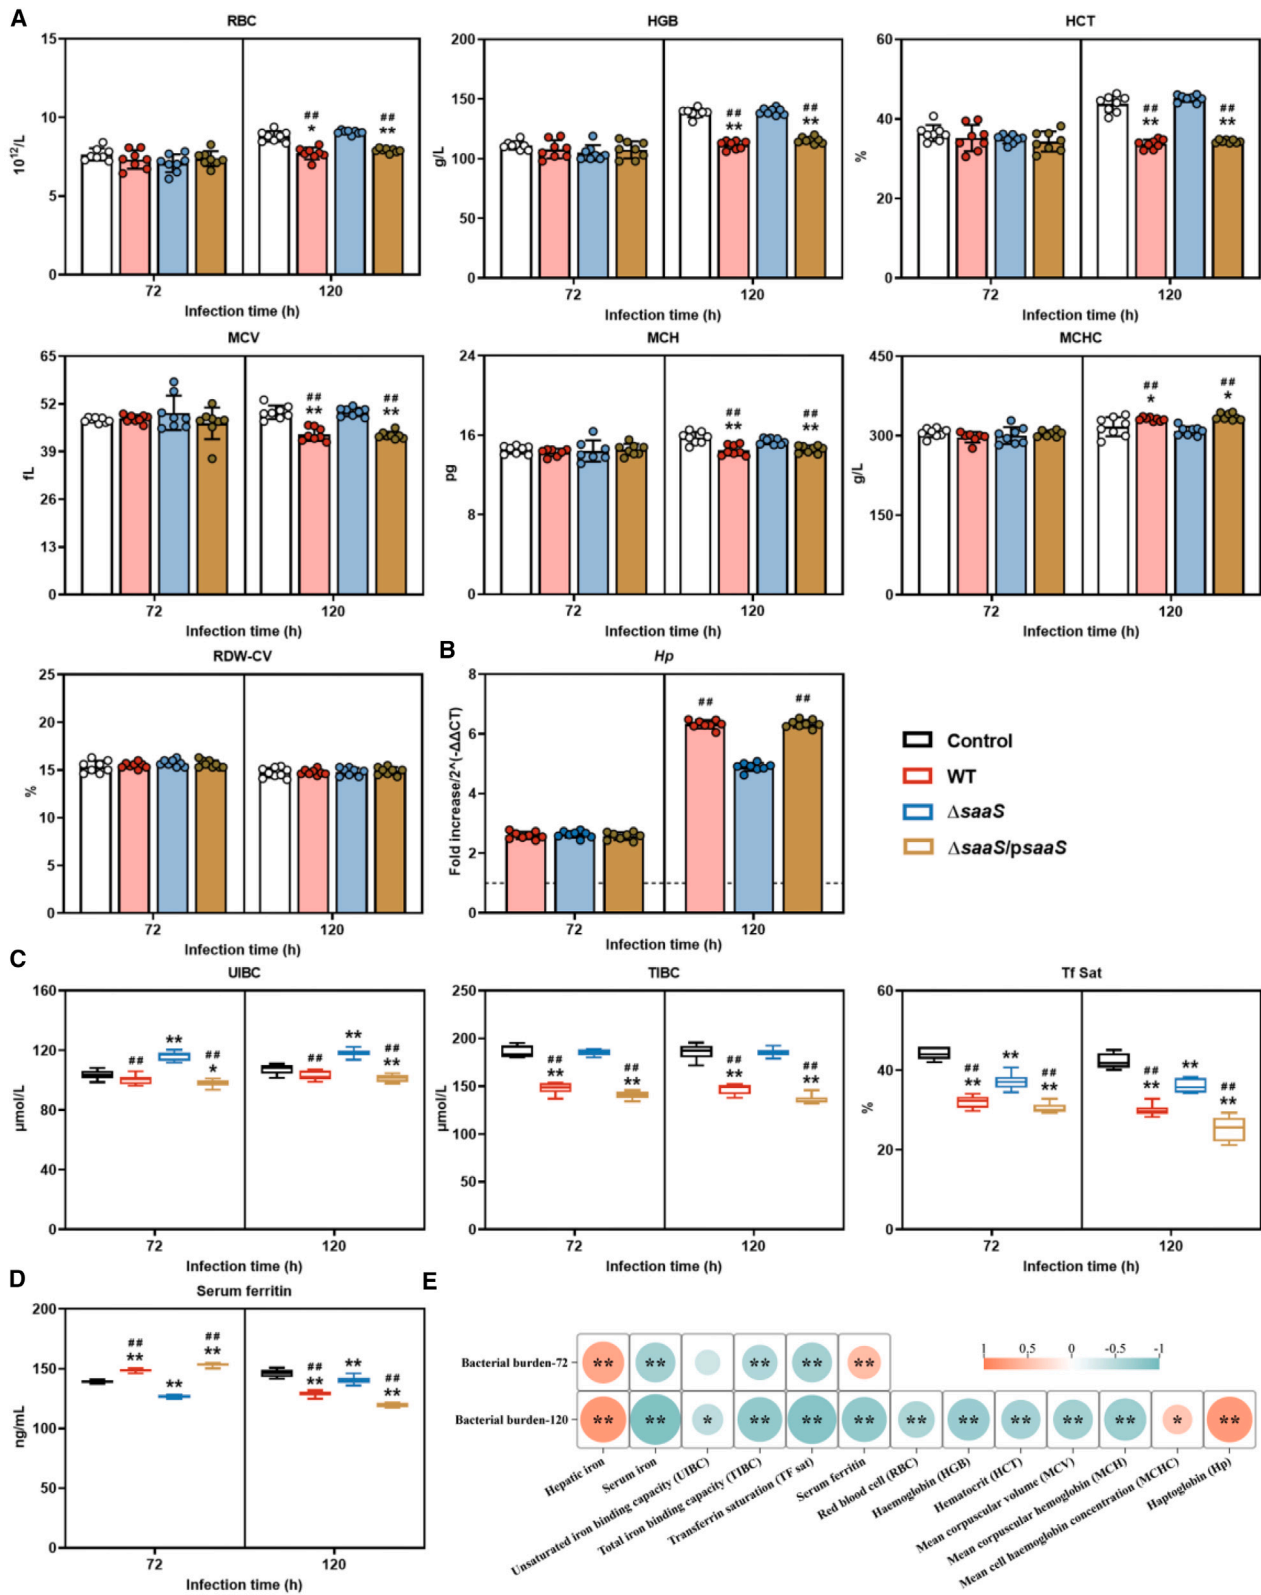 A
RBC
15
10
5
0
10^12/L
##
*
##
**
72
120
Infection time (h)
HGB
200
150
100
50
0
g/L
##
**
##
**
72
120
Infection time (h)
HCT
60
40
20
0
%
##
**
##
**
72
120
Infection time (h)
MCV
65
52
39
26
13
0
fL
##
**
##
**
72
120
Infection time (h)
MCH
24
16
8
0
pg
##
**
##
**
72
120
Infection time (h)
MCHC
450
300
150
0
g/L
##
*
##
*
72
120
Infection time (h)
RDW-CV
25
20
15
10
5
0
%
72
120
Infection time (h)
B
Hp
8
6
4
2
0
Fold increase/2^(-ΔΔCT)
##
##
72
120
Infection time (h)
Control
WT
ΔsaaS
ΔsaaS/psaaS
C
UIBC
160
120
80
40
0
μmol/L
##
**
##
*
##
**
##
**
72
120
Infection time (h)
TIBC
250
200
150
100
50
0
μmol/L
##
**
##
**
##
**
##
**
72
120
Infection time (h)
Tf Sat
60
40
20
0
%
##
**
**
##
**
##
**
**
##
**
72
120
Infection time (h)
D
Serum ferritin
200
150
100
50
0
ng/mL
##
**
**
##
**
##
**
**
##
**
72
120
Infection time (h)
E
1 0.5 0 -0.5 -1
Bacterial burden-72
** ** ** ** **
Bacterial burden-120
** ** * ** ** ** ** ** ** ** ** * **
Hepatic iron
Serum iron
Unsaturated iron binding capacity (UIBC)
Total iron binding capacity (TIBC)
Transferrin saturation (TF sat)
Serum ferritin
Red blood cell (RBC)
Haemoglobin (HGB)
Hematocrit (HCT)
Mean corpuscular volume (MCV)
Mean corpuscular hemoglobin (MCH)
Mean cell haemoglobin concentration (MCHC)
Haptoglobin (Hp)